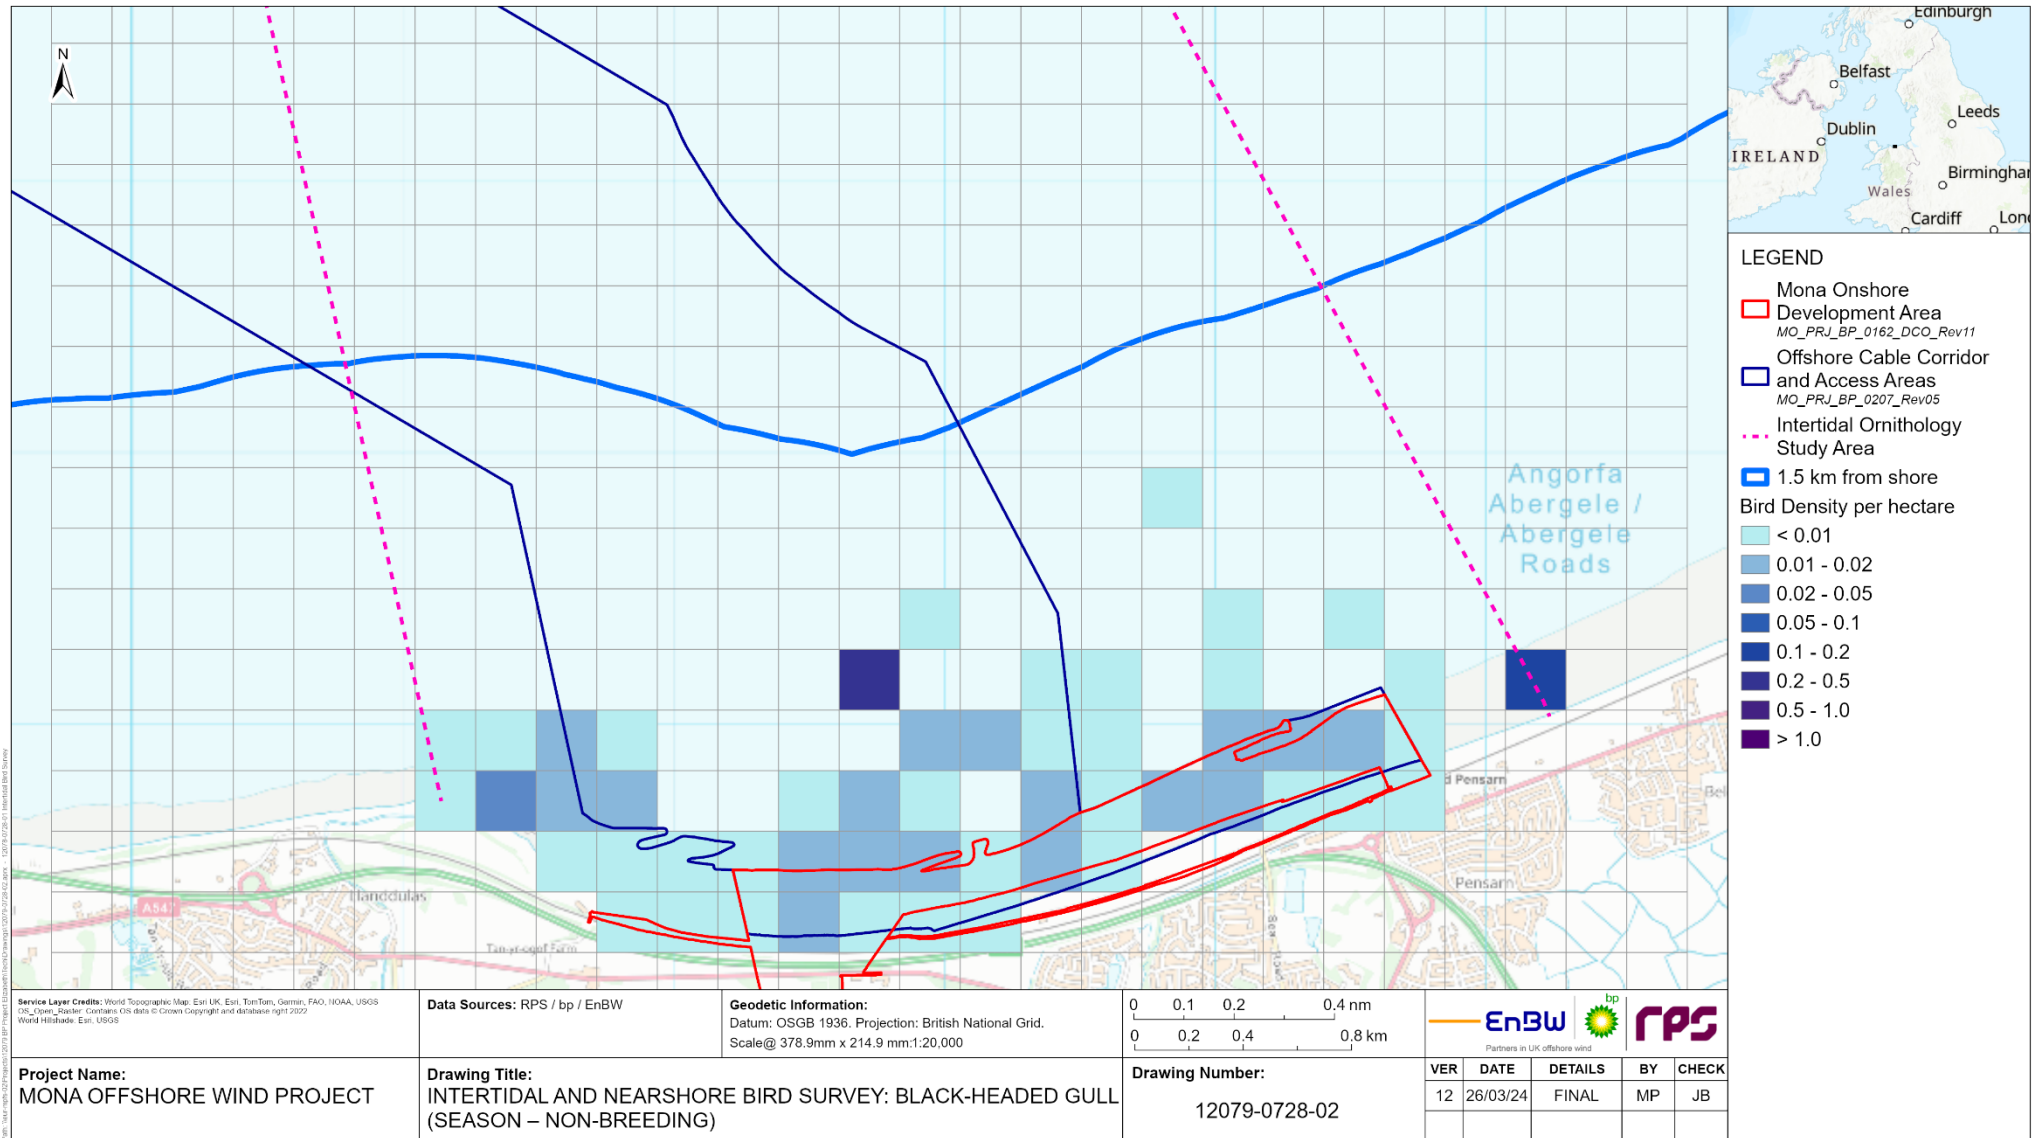 N
Angorfa
Abergele /
Abergele
Roads
d Pensarn
Bel
Pensarn
Llanddulas
A547
Tan-yr-ogof Farm
Edinburgh
Belfast
Leeds
Dublin
IRELAND
Birmingham
Wales
Cardiff
Lond
LEGEND
Mona Onshore
Development Area
MO_PRJ_BP_0162_DCO_Rev11
Offshore Cable Corridor
and Access Areas
MO_PRJ_BP_0207_Rev05
Intertidal Ornithology
Study Area
1.5 km from shore
Bird Density per hectare
< 0.01
0.01 - 0.02
0.02 - 0.05
0.05 - 0.1
0.1 - 0.2
0.2 - 0.5
0.5 - 1.0
> 1.0
Service Layer Credits: World Topographic Map: Esri UK, Esri, TomTom, Garmin, FAO, NOAA, USGS
OS_Open_Raster: Contains OS data © Crown Copyright and database right 2022
World Hillshade: Esri, USGS
Data Sources: RPS / bp / EnBW
Geodetic Information:
Datum: OSGB 1936. Projection: British National Grid.
Scale@ 378.9mm x 214.9 mm:1:20,000
0 0.1 0.2 0.4 nm
0 0.2 0.4 0.8 km
EnBW bp rps
Partners in UK offshore wind
Project Name:
MONA OFFSHORE WIND PROJECT
Drawing Title:
INTERTIDAL AND NEARSHORE BIRD SURVEY: BLACK-HEADED GULL
(SEASON – NON-BREEDING)
Drawing Number:
12079-0728-02
VER DATE DETAILS BY CHECK
12 26/03/24 FINAL MP JB